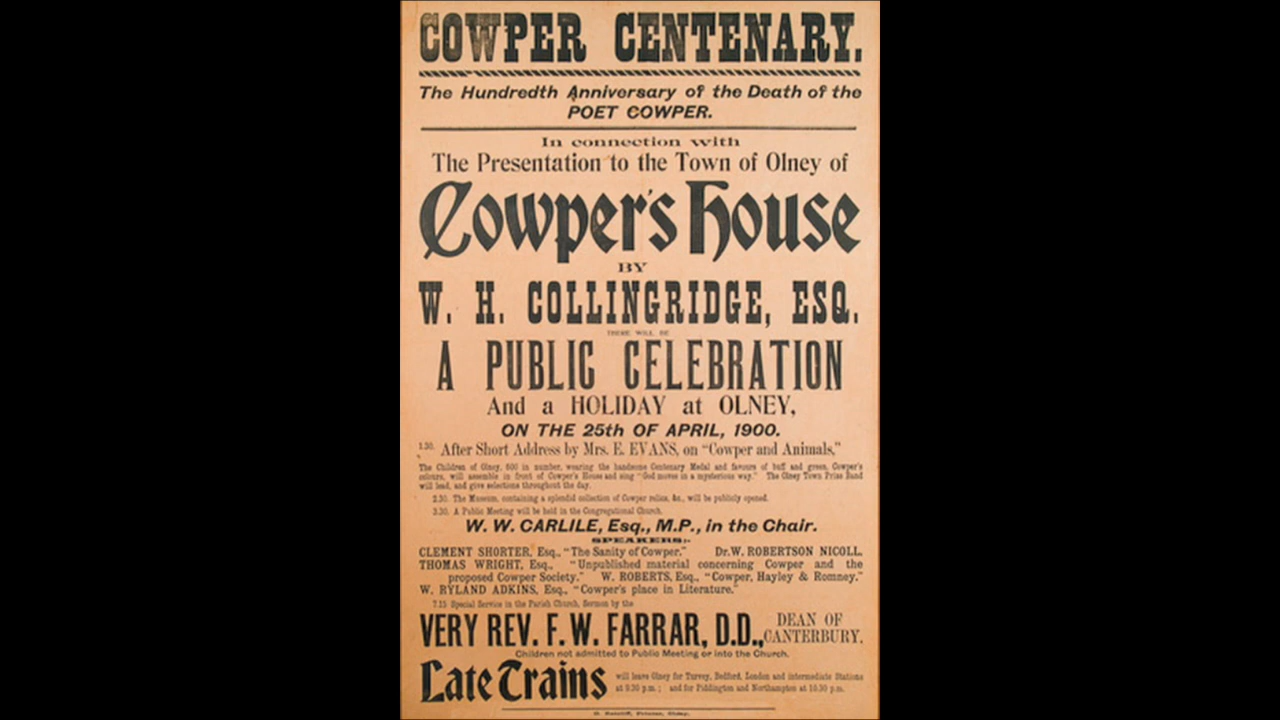 COWPER CENTENARY.
The Hundredth Anniversary of the Death of the
POET COWPER.
In connection with
The Presentation to the Town of Olney of
Cowper's House
BY
W. H. COLLINGRIDGE, ESQ.
THERE WILL BE
A PUBLIC CELEBRATION
And a HOLIDAY at OLNEY,
ON THE 25th OF APRIL, 1900.
1.30. After Short Address by Mrs. E. EVANS, on "Cowper and Animals,"
The Children of Olney, 600 in number, wearing the handsome Centenary Medal and favours of buff and green, Cowper's
colours, will assemble in front of Cowper's House and sing "God moves in a mysterious way." The Olney Town Prize Band
will lead, and give selections throughout the day.
2.30. The Museum, containing a splendid collection of Cowper relics, &c., will be publicly opened.
3.30. A Public Meeting will be held in the Congregational Church.
W. W. CARLILE, Esq., M.P., in the Chair.
SPEAKERS:-
CLEMENT SHORTER, Esq., "The Sanity of Cowper." Dr. W. ROBERTSON NICOLL.
THOMAS WRIGHT, Esq., "Unpublished material concerning Cowper and the
proposed Cowper Society." W. ROBERTS, Esq., "Cowper, Hayley & Romney."
W. RYLAND ADKINS, Esq., "Cowper's place in Literature."
7.15 Special Service in the Parish Church, Sermon by the
VERY REV. F. W. FARRAR, D.D., DEAN OF CANTERBURY.
Children not admitted to Public Meeting or into the Church.
Late Trains will leave Olney for Turvey, Bedford, London and intermediate Stations
at 9.30 p.m.; and for Piddington and Northampton at 10.30 p.m.
Printer, Olney.